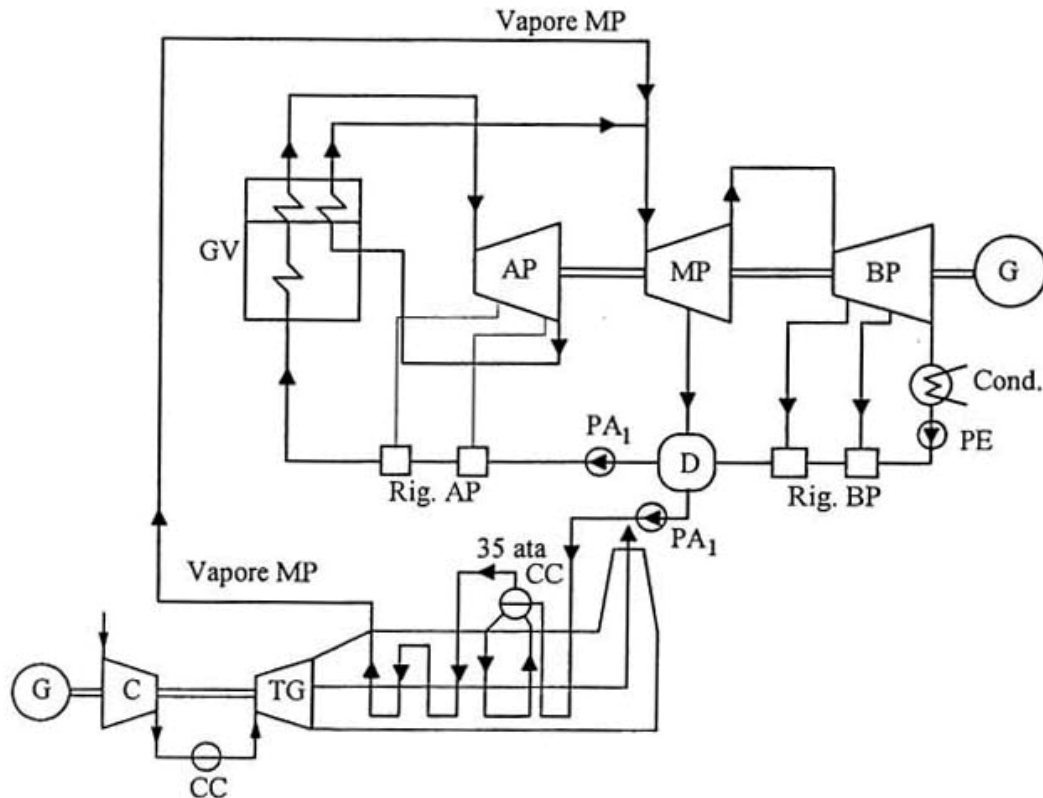 Vapore MP
GV
AP
MP
BP
G
Cond.
PE
PA1
D
Rig. AP
Rig. BP
PA1
35 ata
CC
Vapore MP
G
C
TG
CC